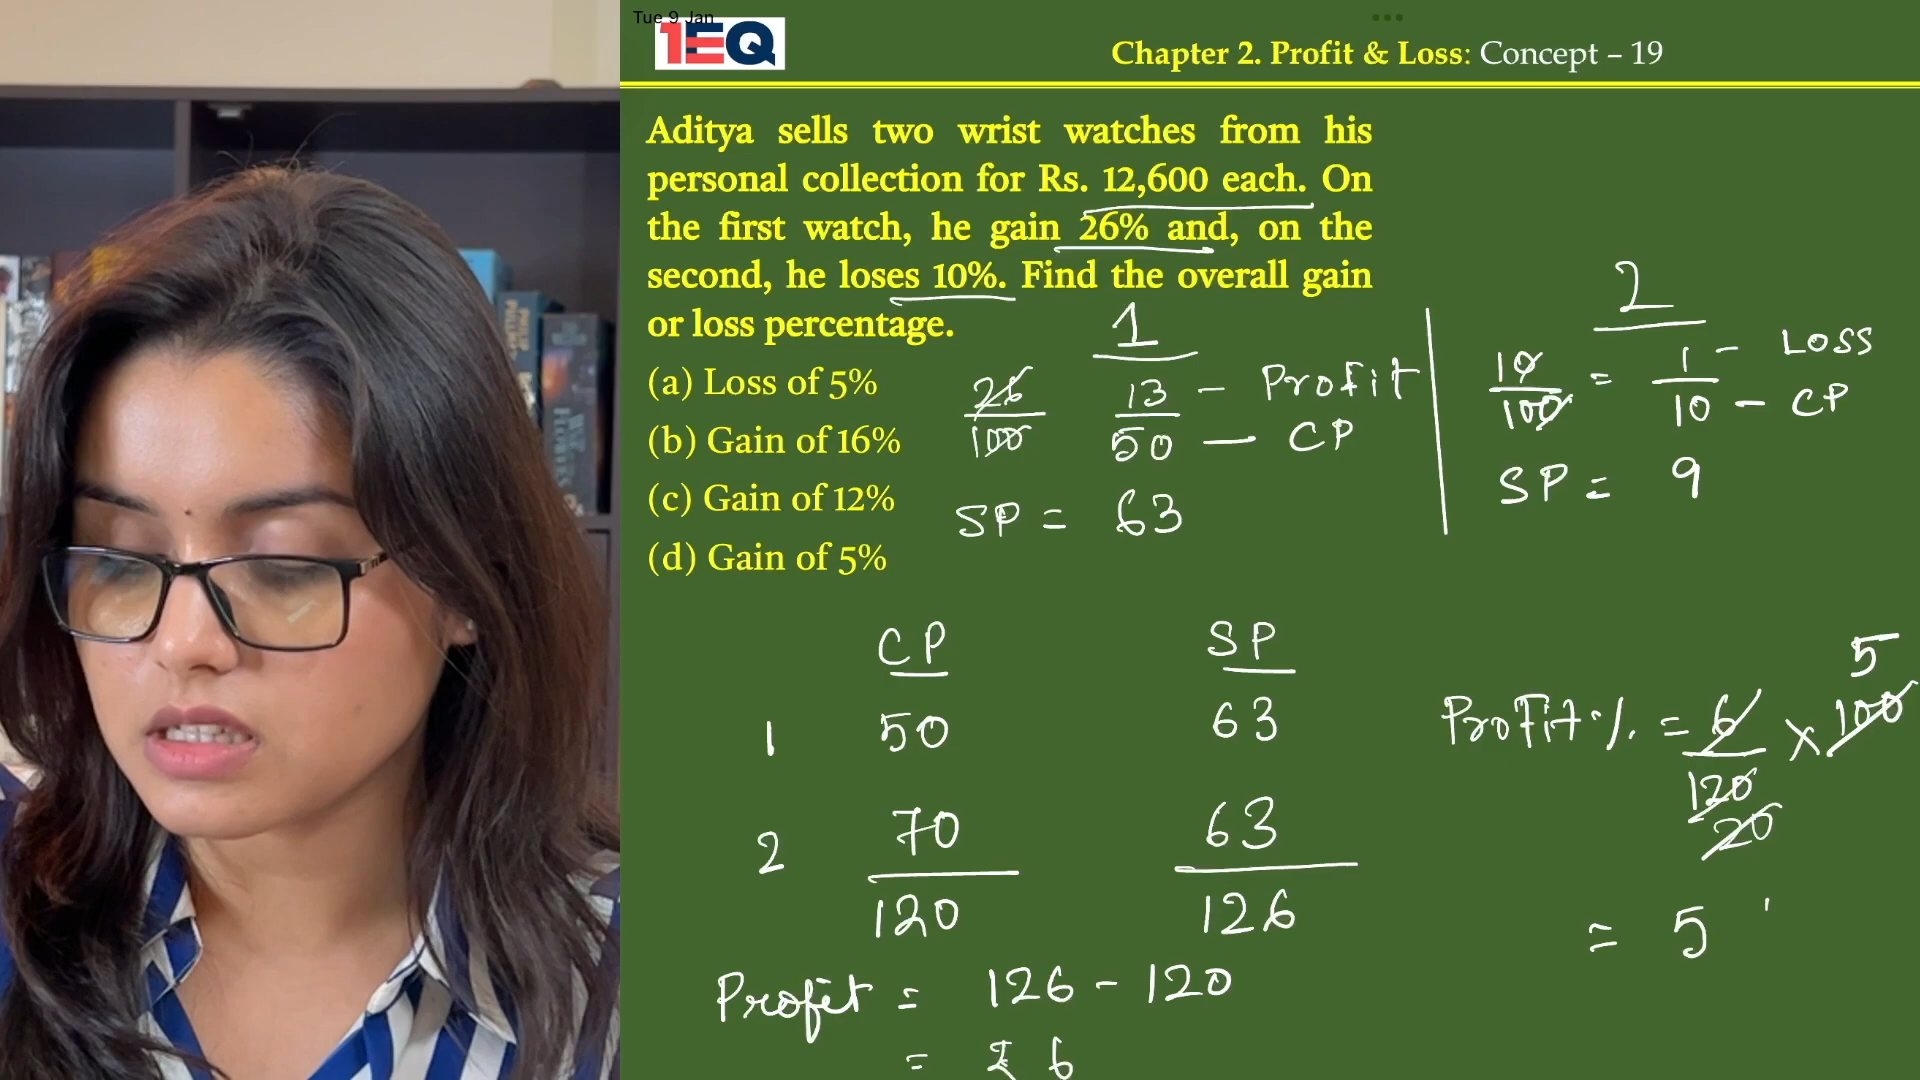 Tue 9 Jan
1EQ
Chapter 2. Profit & Loss: Concept – 19
Aditya sells two wrist watches from his
personal collection for Rs. 12,600 each. On
the first watch, he gain 26% and, on the
second, he loses 10%. Find the overall gain
or loss percentage.
(a) Loss of 5%
(b) Gain of 16%
(c) Gain of 12%
(d) Gain of 5%
1
26/100 13/50 - Profit
— CP
SP = 63
2
10/100 = 1/10 - LOSS
- CP
SP = 9
CP SP
1 50 63
2 70 63
120 126
Profit = 126 - 120
= ₹ 6
Profit % = 6/120 × 100
20
5
= 5